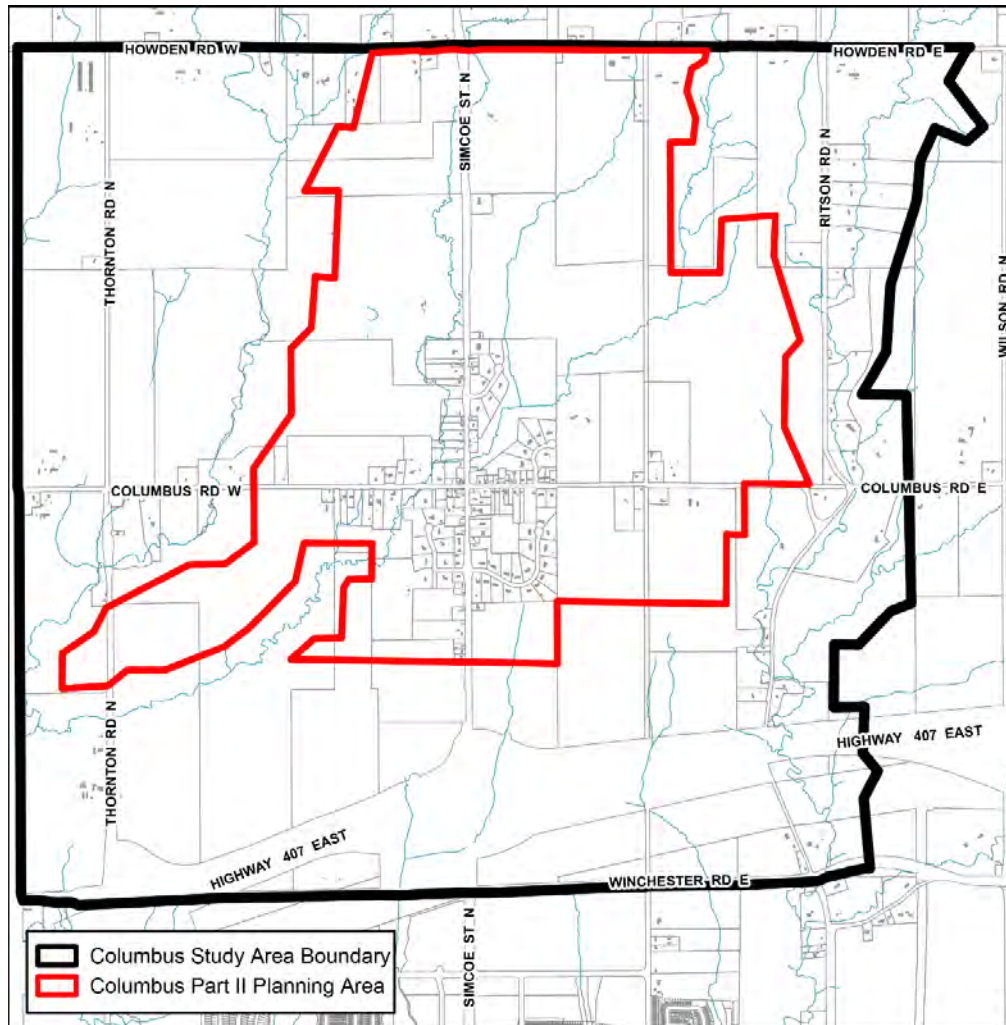 HOWDEN RD W
HOWDEN RD E
SIMCOE ST N
THORNTON RD N
RITSON RD N
WILSON RD N
COLUMBUS RD W
COLUMBUS RD E
THORNTON RD N
HIGHWAY 407 EAST
HIGHWAY 407 EAST
WINCHESTER RD E
SIMCOE ST N
Columbus Study Area Boundary
Columbus Part II Planning Area